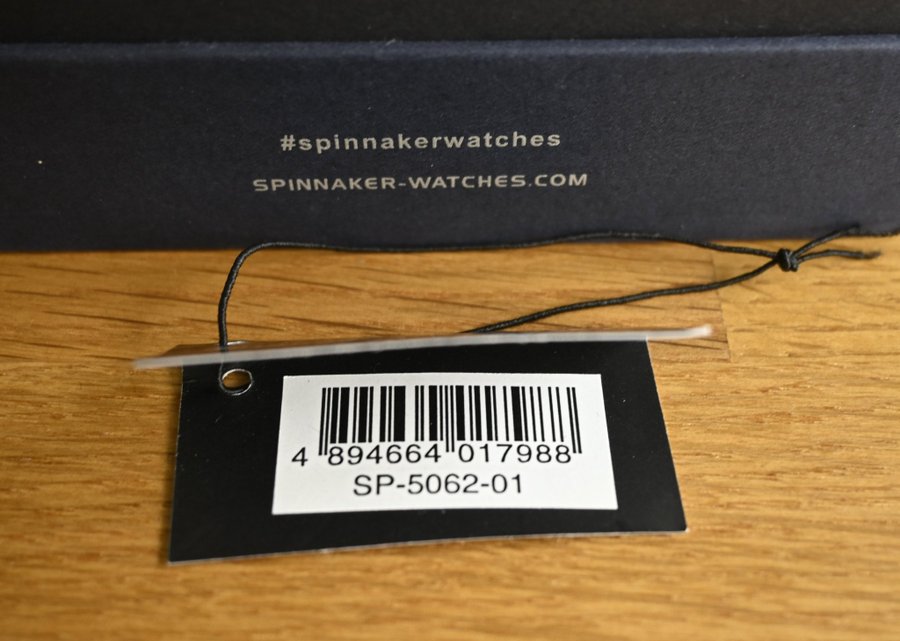 #spinnakerwatches
SPINNAKER-WATCHES.COM
4 894664 017988
SP-5062-01